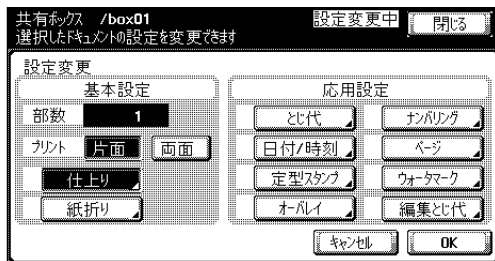 共有ボックス /box01 設定変更中 閉じる
選択したドキュメントの設定を変更できます
設定変更
基本設定 応用設定
部数 1 とじ代 ナンバリング
プリント 片面 両面 日付/時刻 ページ
仕上り 定型スタンプ ウォータマーク
紙折り オーバレイ 編集とじ代
キャンセル OK